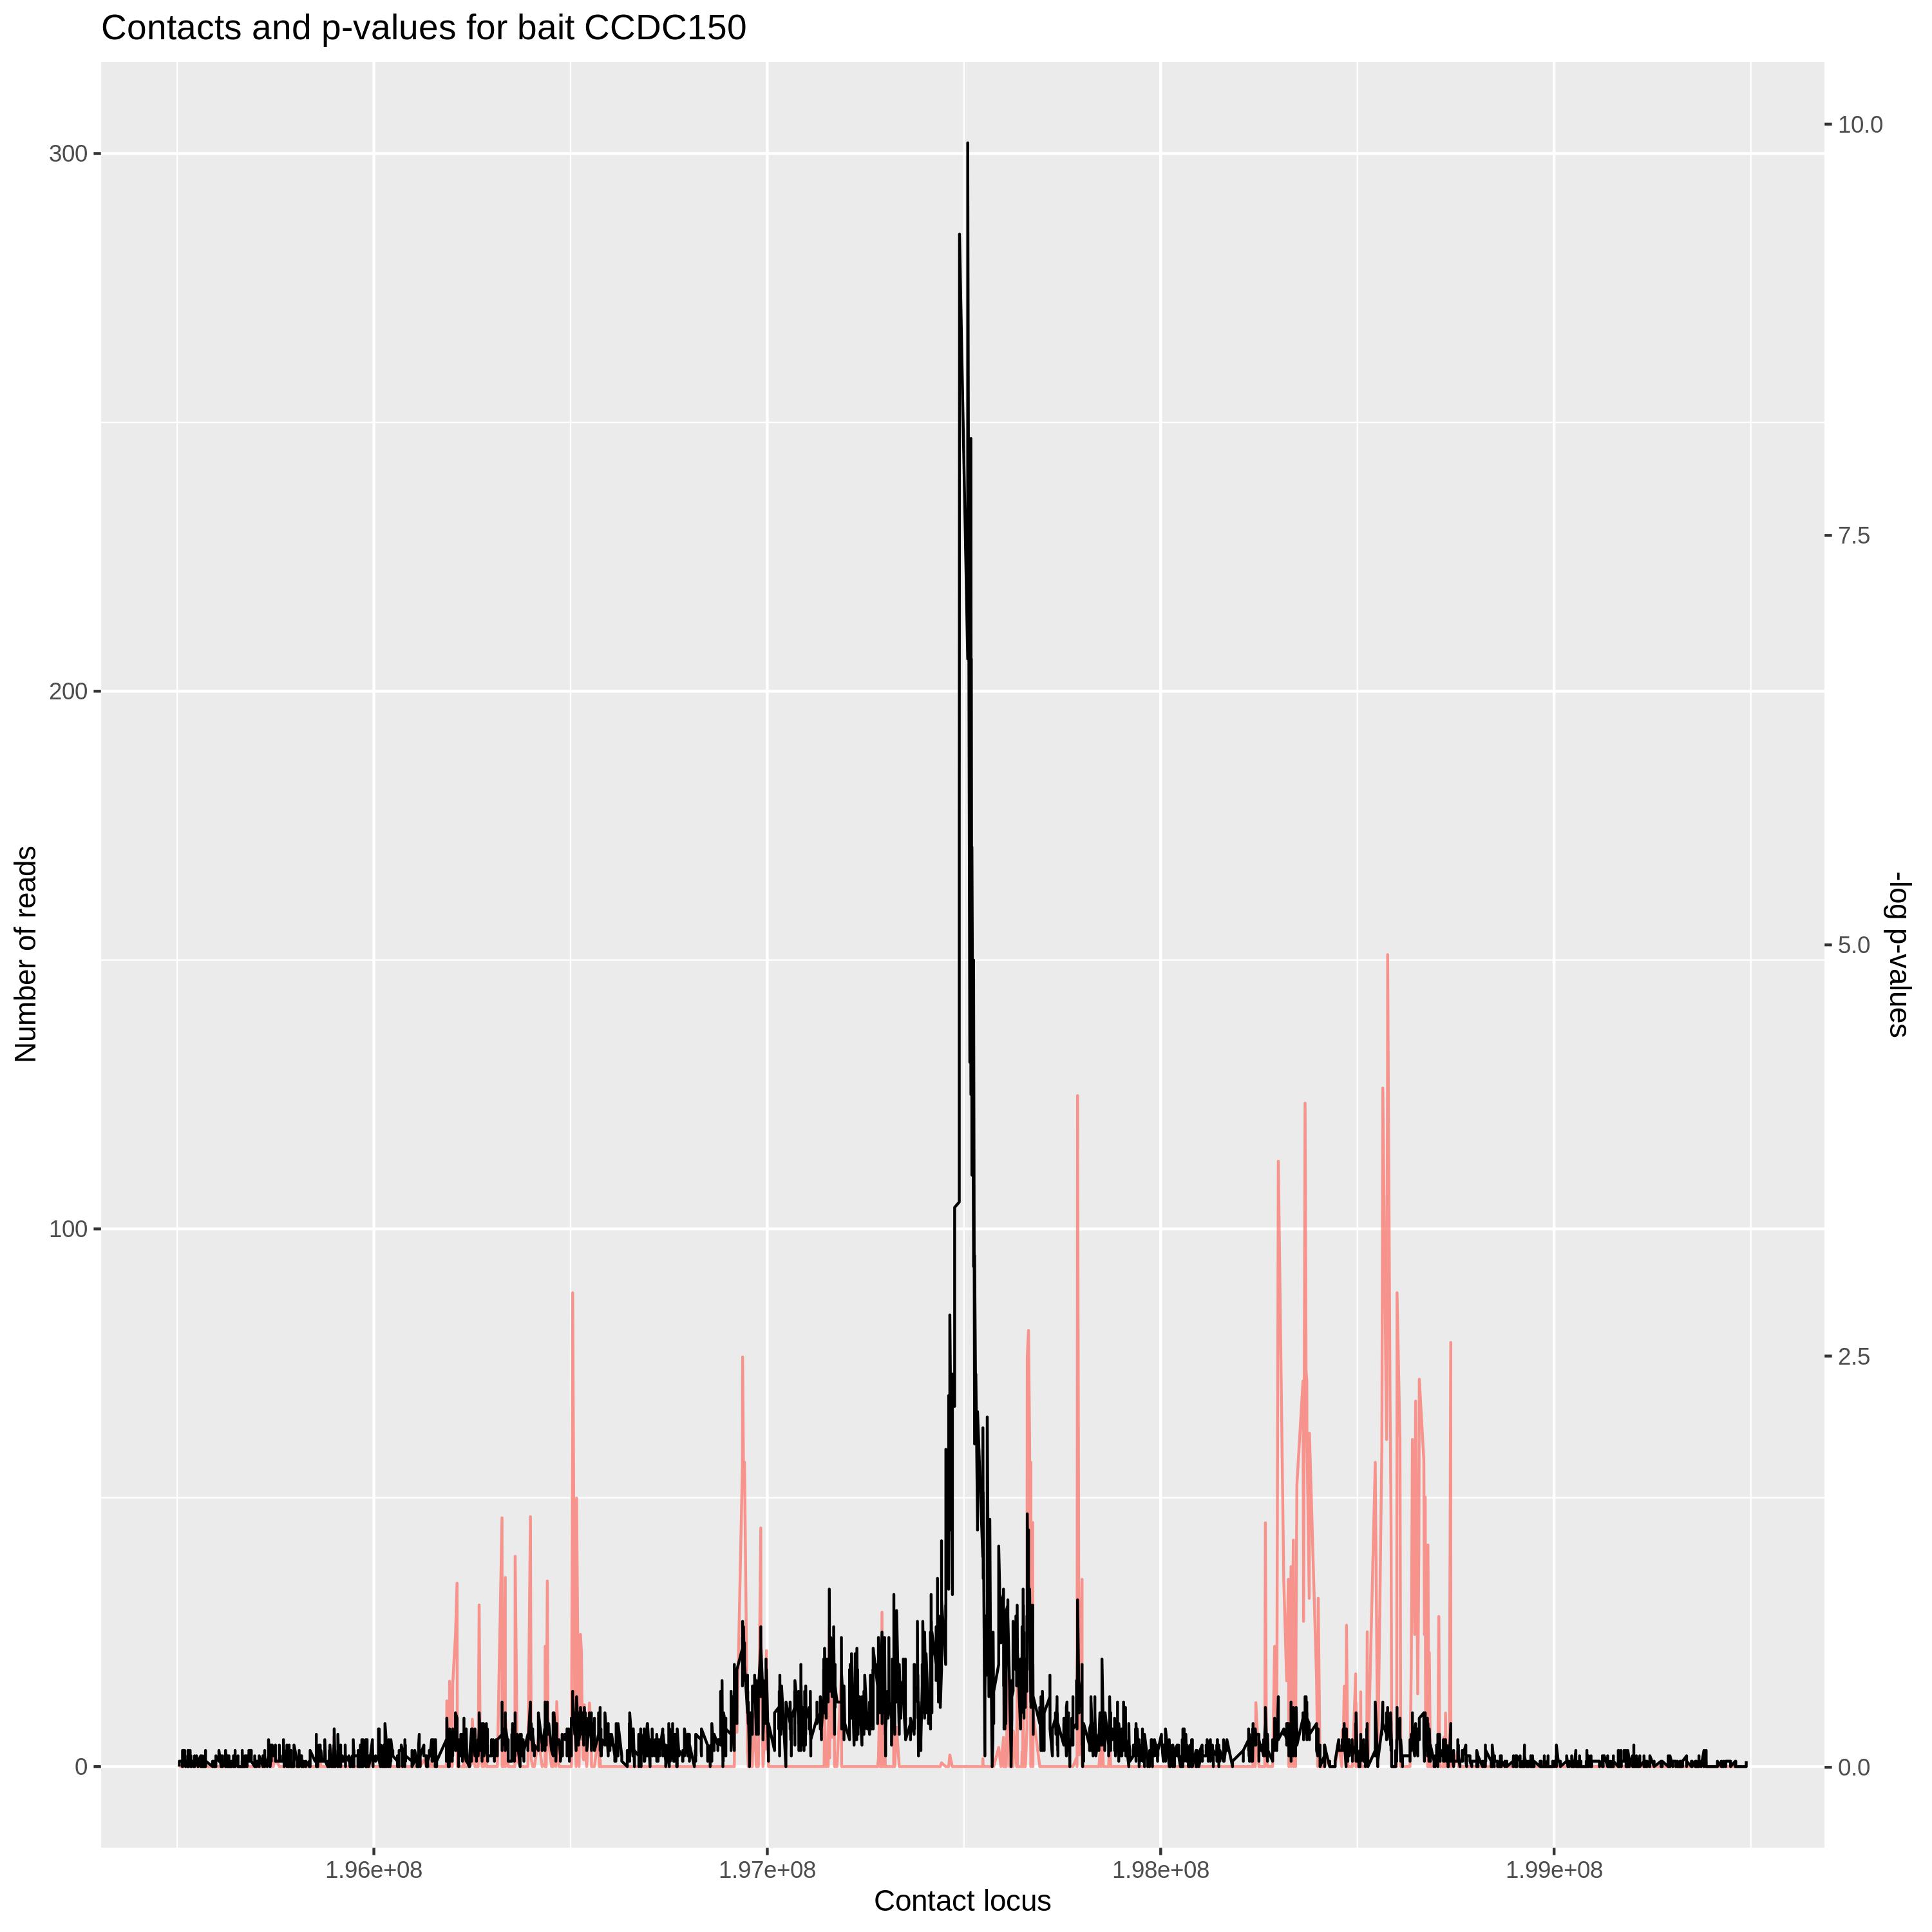 Contacts and p-values for bait CCDC150
300
200
100
0
Number of reads
10.0
7.5
5.0
2.5
0.0
-log p-values
1.96e+08 1.97e+08 1.98e+08 1.99e+08
Contact locus